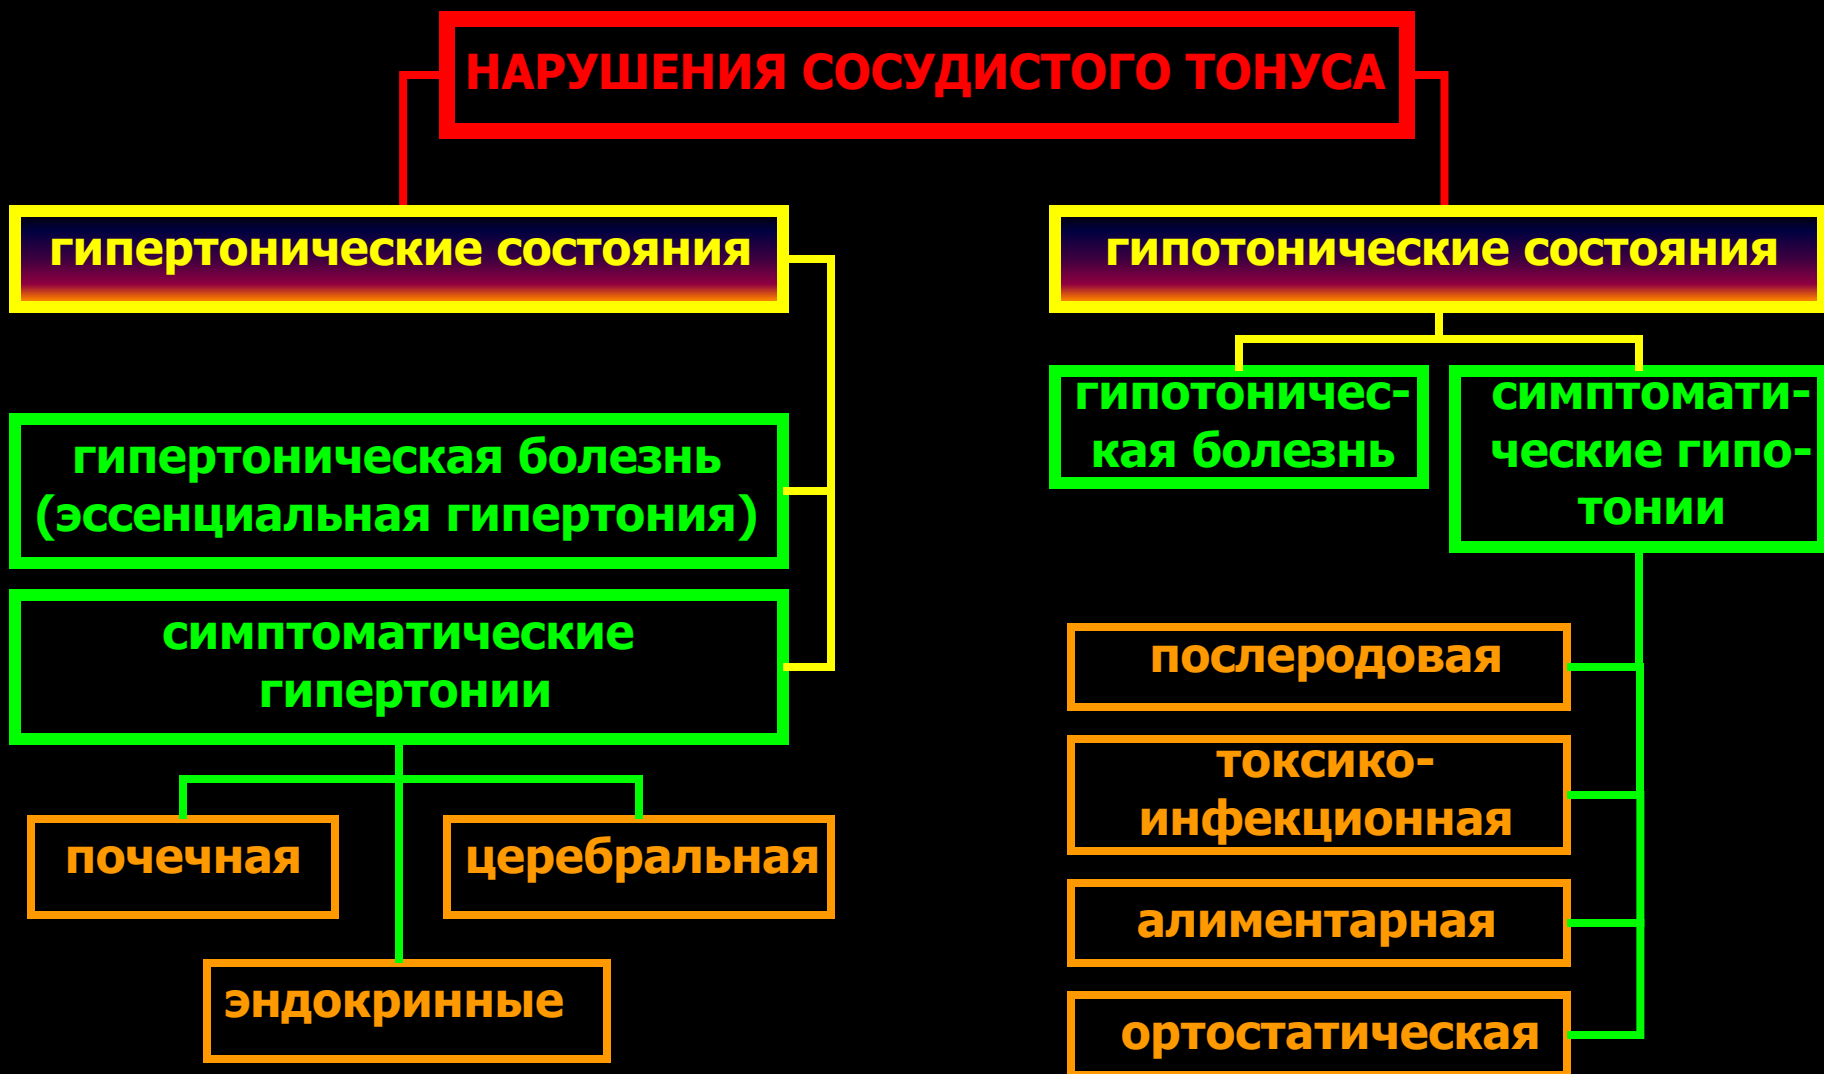 НАРУШЕНИЯ СОСУДИСТОГО ТОНУСА
гипертонические состояния
гипертоническая болезнь
(эссенциальная гипертония)
симптоматические
гипертонии
почечная
церебральная
эндокринные
гипотонические состояния
гипотоничес-
кая болезнь
симптомати-
ческие гипо-
тонии
послеродовая
токсико-
инфекционная
алиментарная
ортостатическая